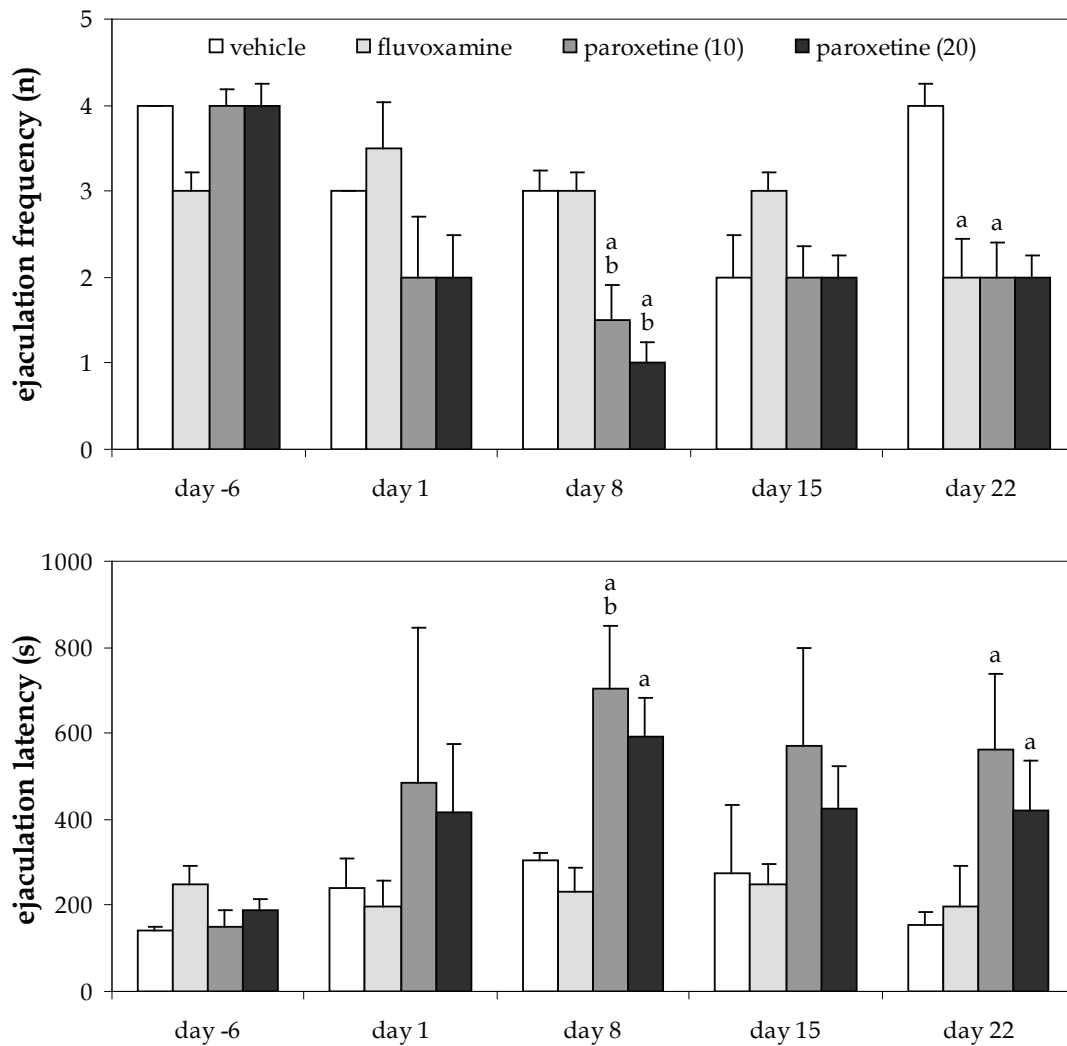 5
vehicle fluvoxamine paroxetine (10) paroxetine (20)
ejaculation frequency (n)
4
3
a a
a
b a
b
2
1
0
day -6 day 1 day 8 day 15 day 22
1000
ejaculation latency (s)
a
b a
a a
800
600
400
200
0
day -6 day 1 day 8 day 15 day 22